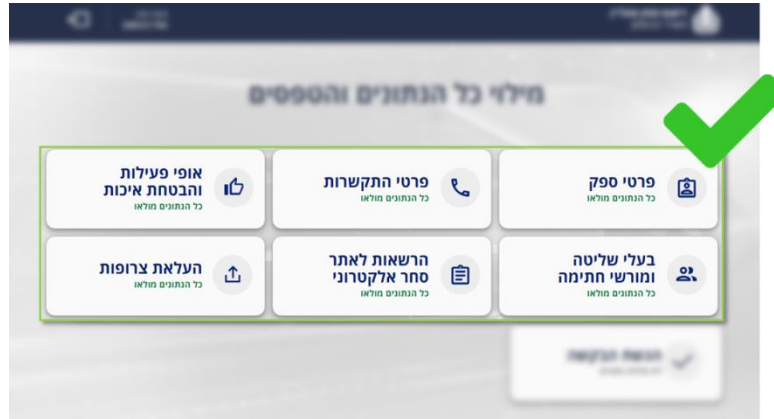 מילוי כל הנתונים והטפסים
פרטי ספק
כל הנתונים מולאו
פרטי התקשרות
כל הנתונים מולאו
אופי פעילות
והבטחת איכות
כל הנתונים מולאו
בעלי שליטה
ומורשי חתימה
כל הנתונים מולאו
הרשאות לאתר
סחר אלקטרוני
כל הנתונים מולאו
העלאת צרופות
כל הנתונים מולאו
הגשת הבקשה